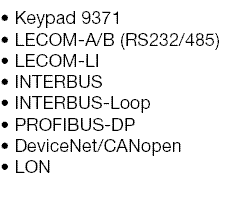 • Keypad 9371
• LECOM-A/B (RS232/485)
• LECOM-LI
• INTERBUS
• INTERBUS-Loop
• PROFIBUS-DP
• DeviceNet/CANopen
• LON